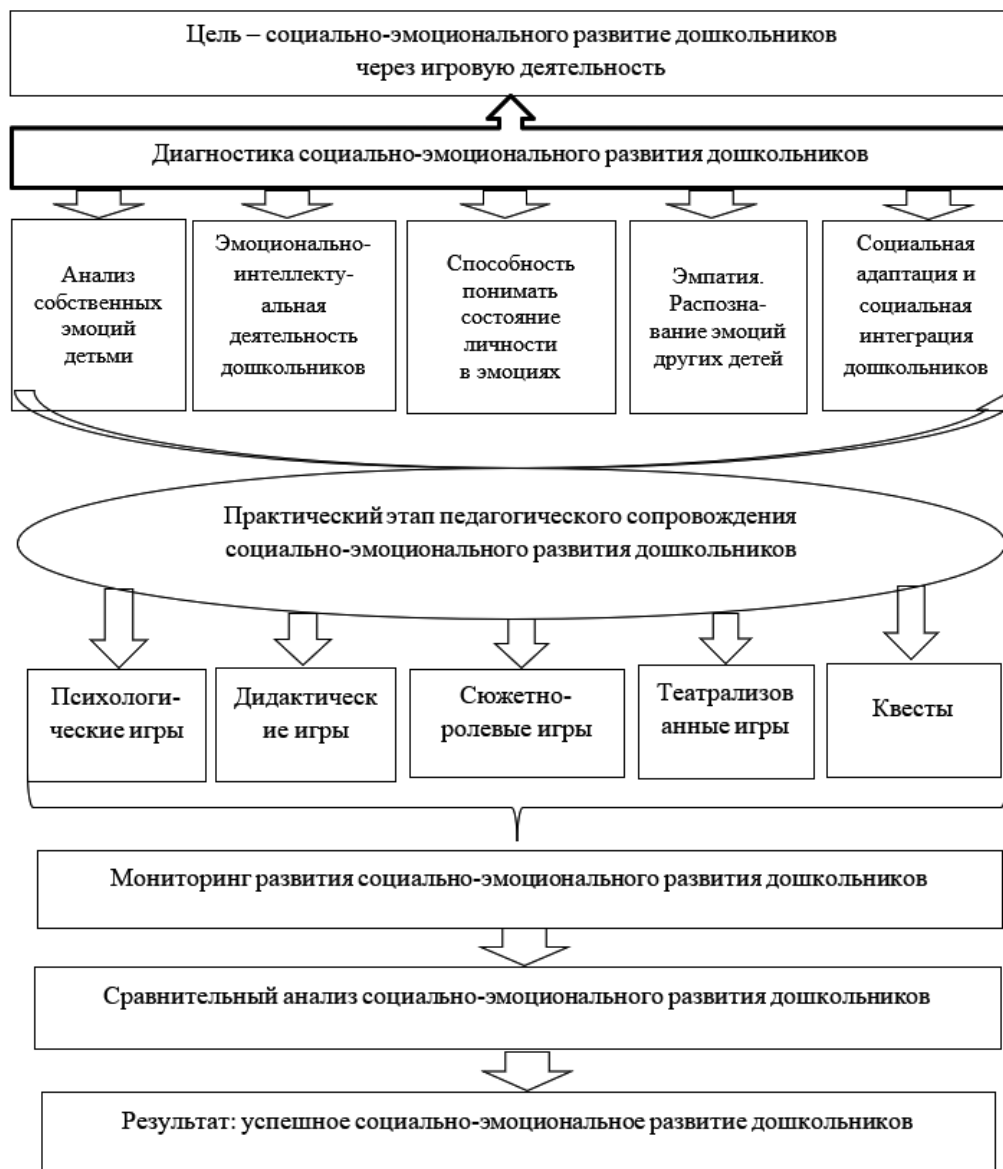 Цель – социально-эмоционального развитие дошкольников
через игровую деятельность
Диагностика социально-эмоционального развития дошкольников
Анализ
собственных
эмоций
детьми
Эмоционально-
интеллекту-
альная
деятельность
дошкольников
Способность
понимать
состояние
личности
в эмоциях
Эмпатия.
Распозна-
вание эмоций
других детей
Социальная
адаптация и
социальная
интеграция
дошкольников
Практический этап педагогического сопровождения
социально-эмоционального развития дошкольников
Психологи-
ческие игры
Дидактическ
ие игры
Сюжетно-
ролевые игры
Театрализов
анные игры
Квесты
Мониторинг развития социально-эмоционального развития дошкольников
Сравнительный анализ социально-эмоционального развития дошкольников
Результат: успешное социально-эмоциональное развитие дошкольников